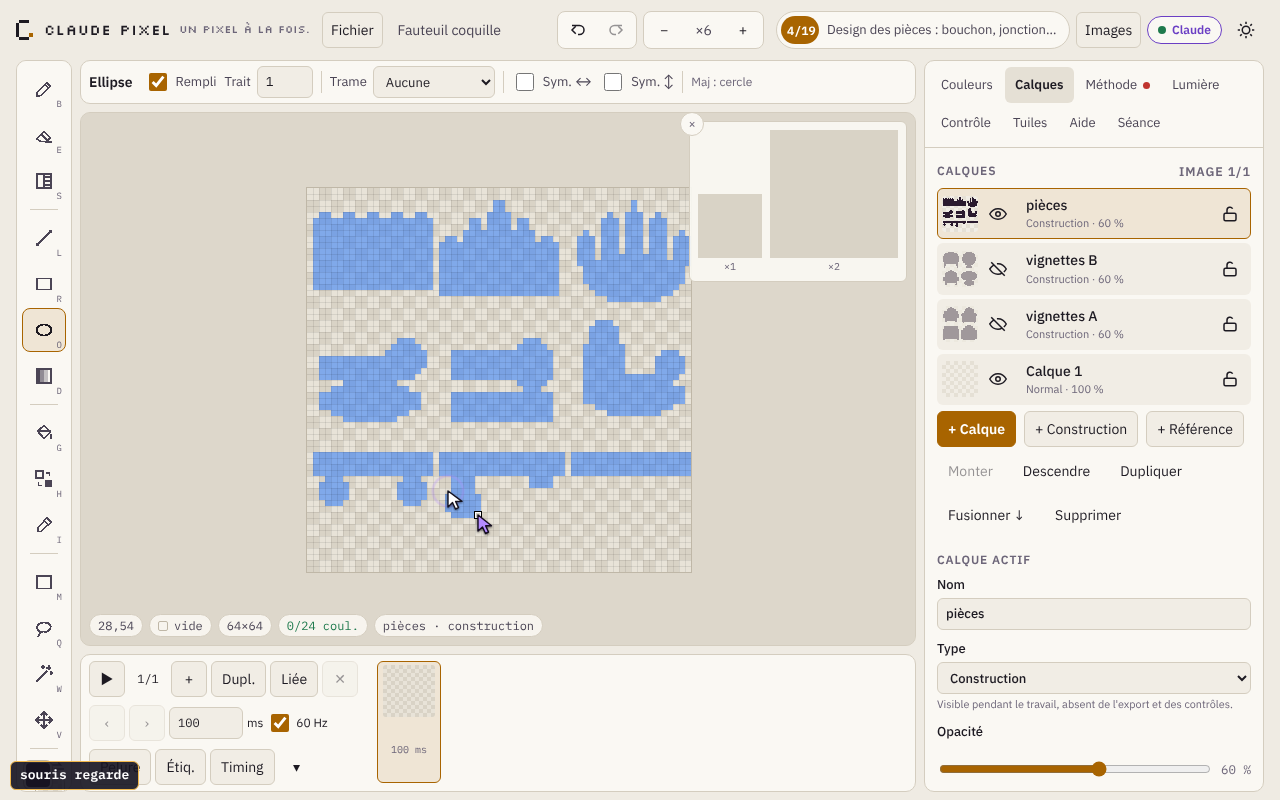 CLAUDE PIXEL UN PIXEL À LA FOIS. Fichier Fauteuil coquille − ×6 + 4/19 Design des pièces : bouchon, jonction… Images Claude
Ellipse Rempli Trait 1 Trame Aucune Sym. ↔ Sym. ↕ Maj : cercle
B
E
S
L
R
O
D
G
H
I
M
Q
W
V
×
×1 ×2
28,54 vide 64×64 0/24 coul. pièces · construction
1/1 + Dupl. Liée ✕
‹ › 100 ms 60 Hz
Étiq. Timing ▼
100 ms
souris regarde
Couleurs Calques Méthode Lumière
Contrôle Tuiles Aide Séance
CALQUES IMAGE 1/1
pièces
Construction · 60 %
vignettes B
Construction · 60 %
vignettes A
Construction · 60 %
Calque 1
Normal · 100 %
+ Calque + Construction + Référence
Monter Descendre Dupliquer
Fusionner ↓ Supprimer
CALQUE ACTIF
Nom
pièces
Type
Construction
Visible pendant le travail, absent de l'export et des contrôles.
Opacité
60 %